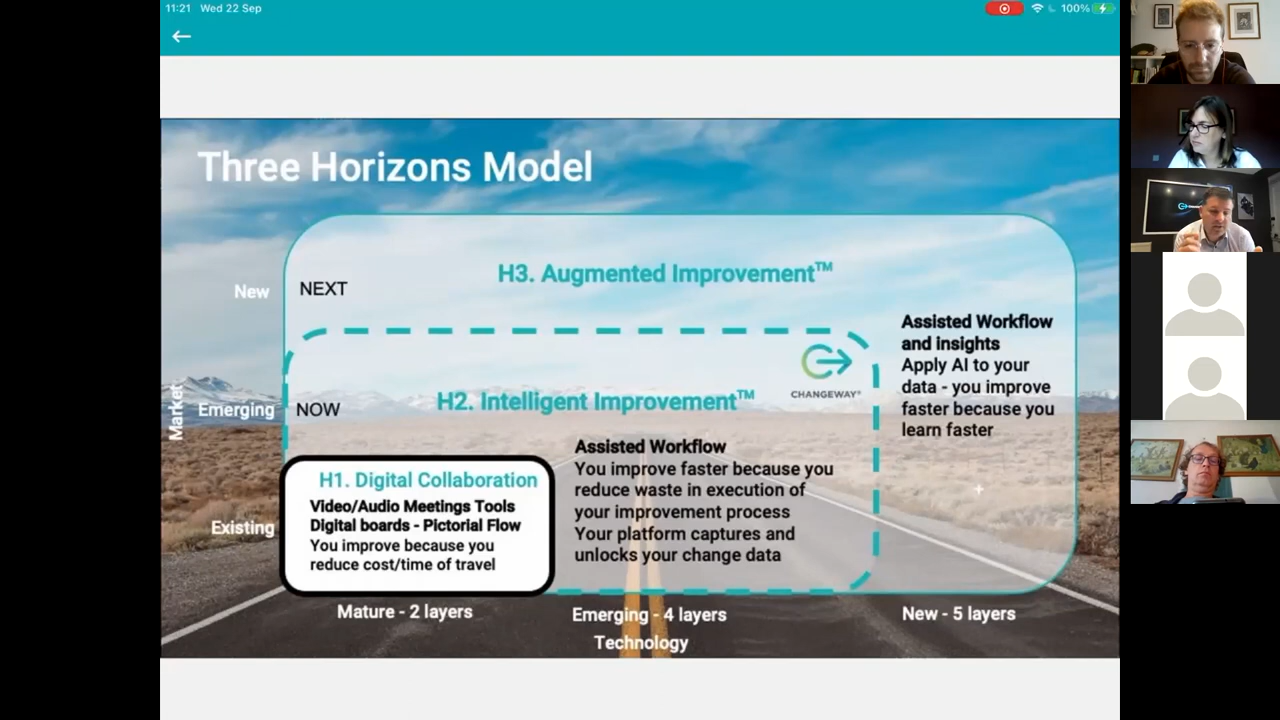 11:21 Wed 22 Sep
100%
Three Horizons Model
New
NEXT
H3. Augmented Improvement™
Assisted Workflow
and insights
Apply AI to your
data - you improve
faster because you
learn faster
CHANGEWAY®
Market
Emerging
NOW
H2. Intelligent Improvement™
Assisted Workflow
You improve faster because you
reduce waste in execution of
your improvement process
Your platform captures and
unlocks your change data
H1. Digital Collaboration
Video/Audio Meetings Tools
Digital boards - Pictorial Flow
You improve because you
reduce cost/time of travel
Existing
Mature - 2 layers
Emerging - 4 layers
New - 5 layers
Technology